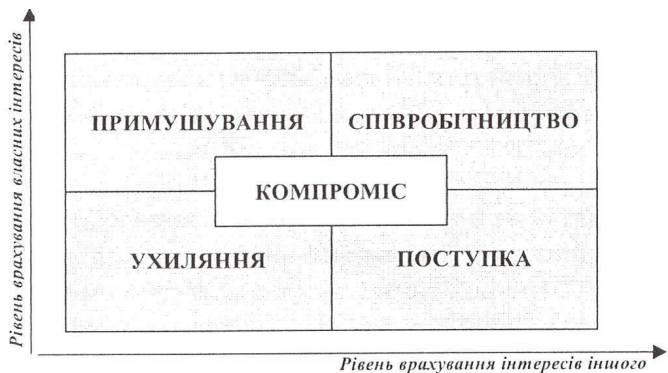 Рівень врахування власних інтересів
ПРИМУШУВАННЯ
СПІВРОБІТНИЦТВО
КОМПРОМІС
УХИЛЯННЯ
ПОСТУПКА
Рівень врахування інтересів іншого